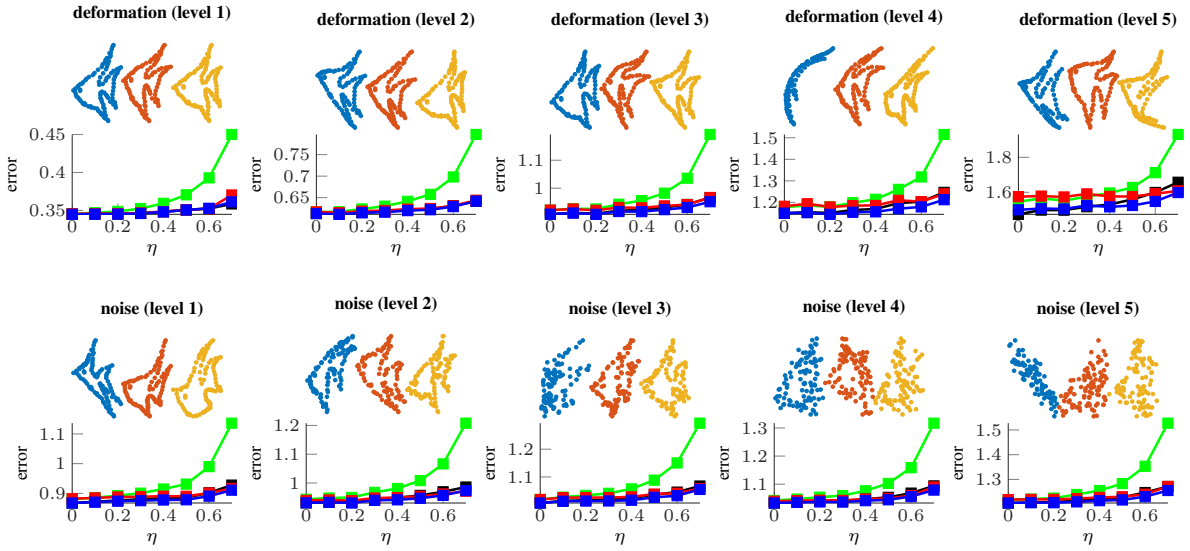 deformation (level 1)
deformation (level 2)
deformation (level 3)
deformation (level 4)
deformation (level 5)
error
0.45
0.4
0.35
0 0.2 0.4 0.6
η
error
0.75
0.65
0 0.2 0.4 0.6
η
error
1.1
1
0 0.2 0.4 0.6
η
error
1.5
1.4
1.3
1.2
0 0.2 0.4 0.6
η
error
1.8
1.6
0 0.2 0.4 0.6
η
noise (level 1)
noise (level 2)
noise (level 3)
noise (level 4)
noise (level 5)
error
1.1
1
0.9
0 0.2 0.4 0.6
η
error
1.2
1.1
1
0 0.2 0.4 0.6
η
error
1.2
1.1
0 0.2 0.4 0.6
η
error
1.3
1.2
1.1
0 0.2 0.4 0.6
η
error
1.5
1.4
1.3
0 0.2 0.4 0.6
η